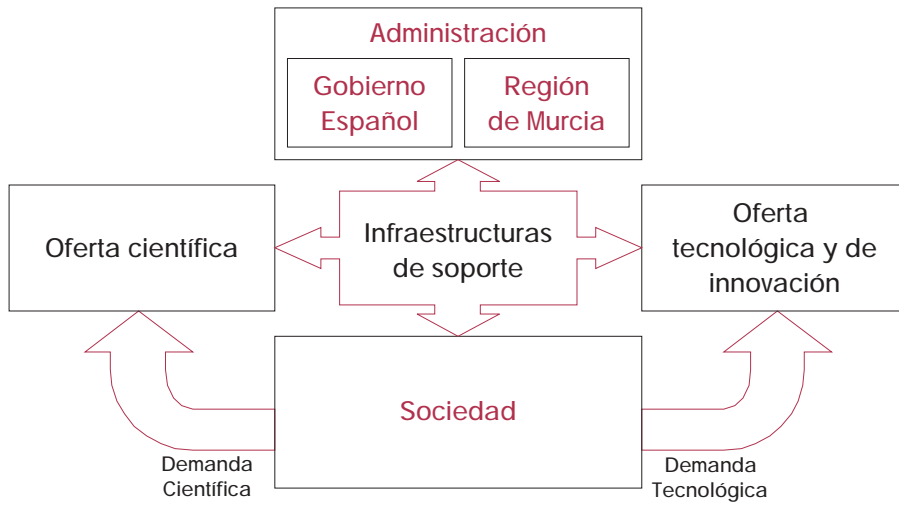 Administración
Gobierno
Español
Región
de Murcia
Oferta científica
Infraestructuras
de soporte
Oferta
tecnológica y de
innovación
Sociedad
Demanda
Científica
Demanda
Tecnológica